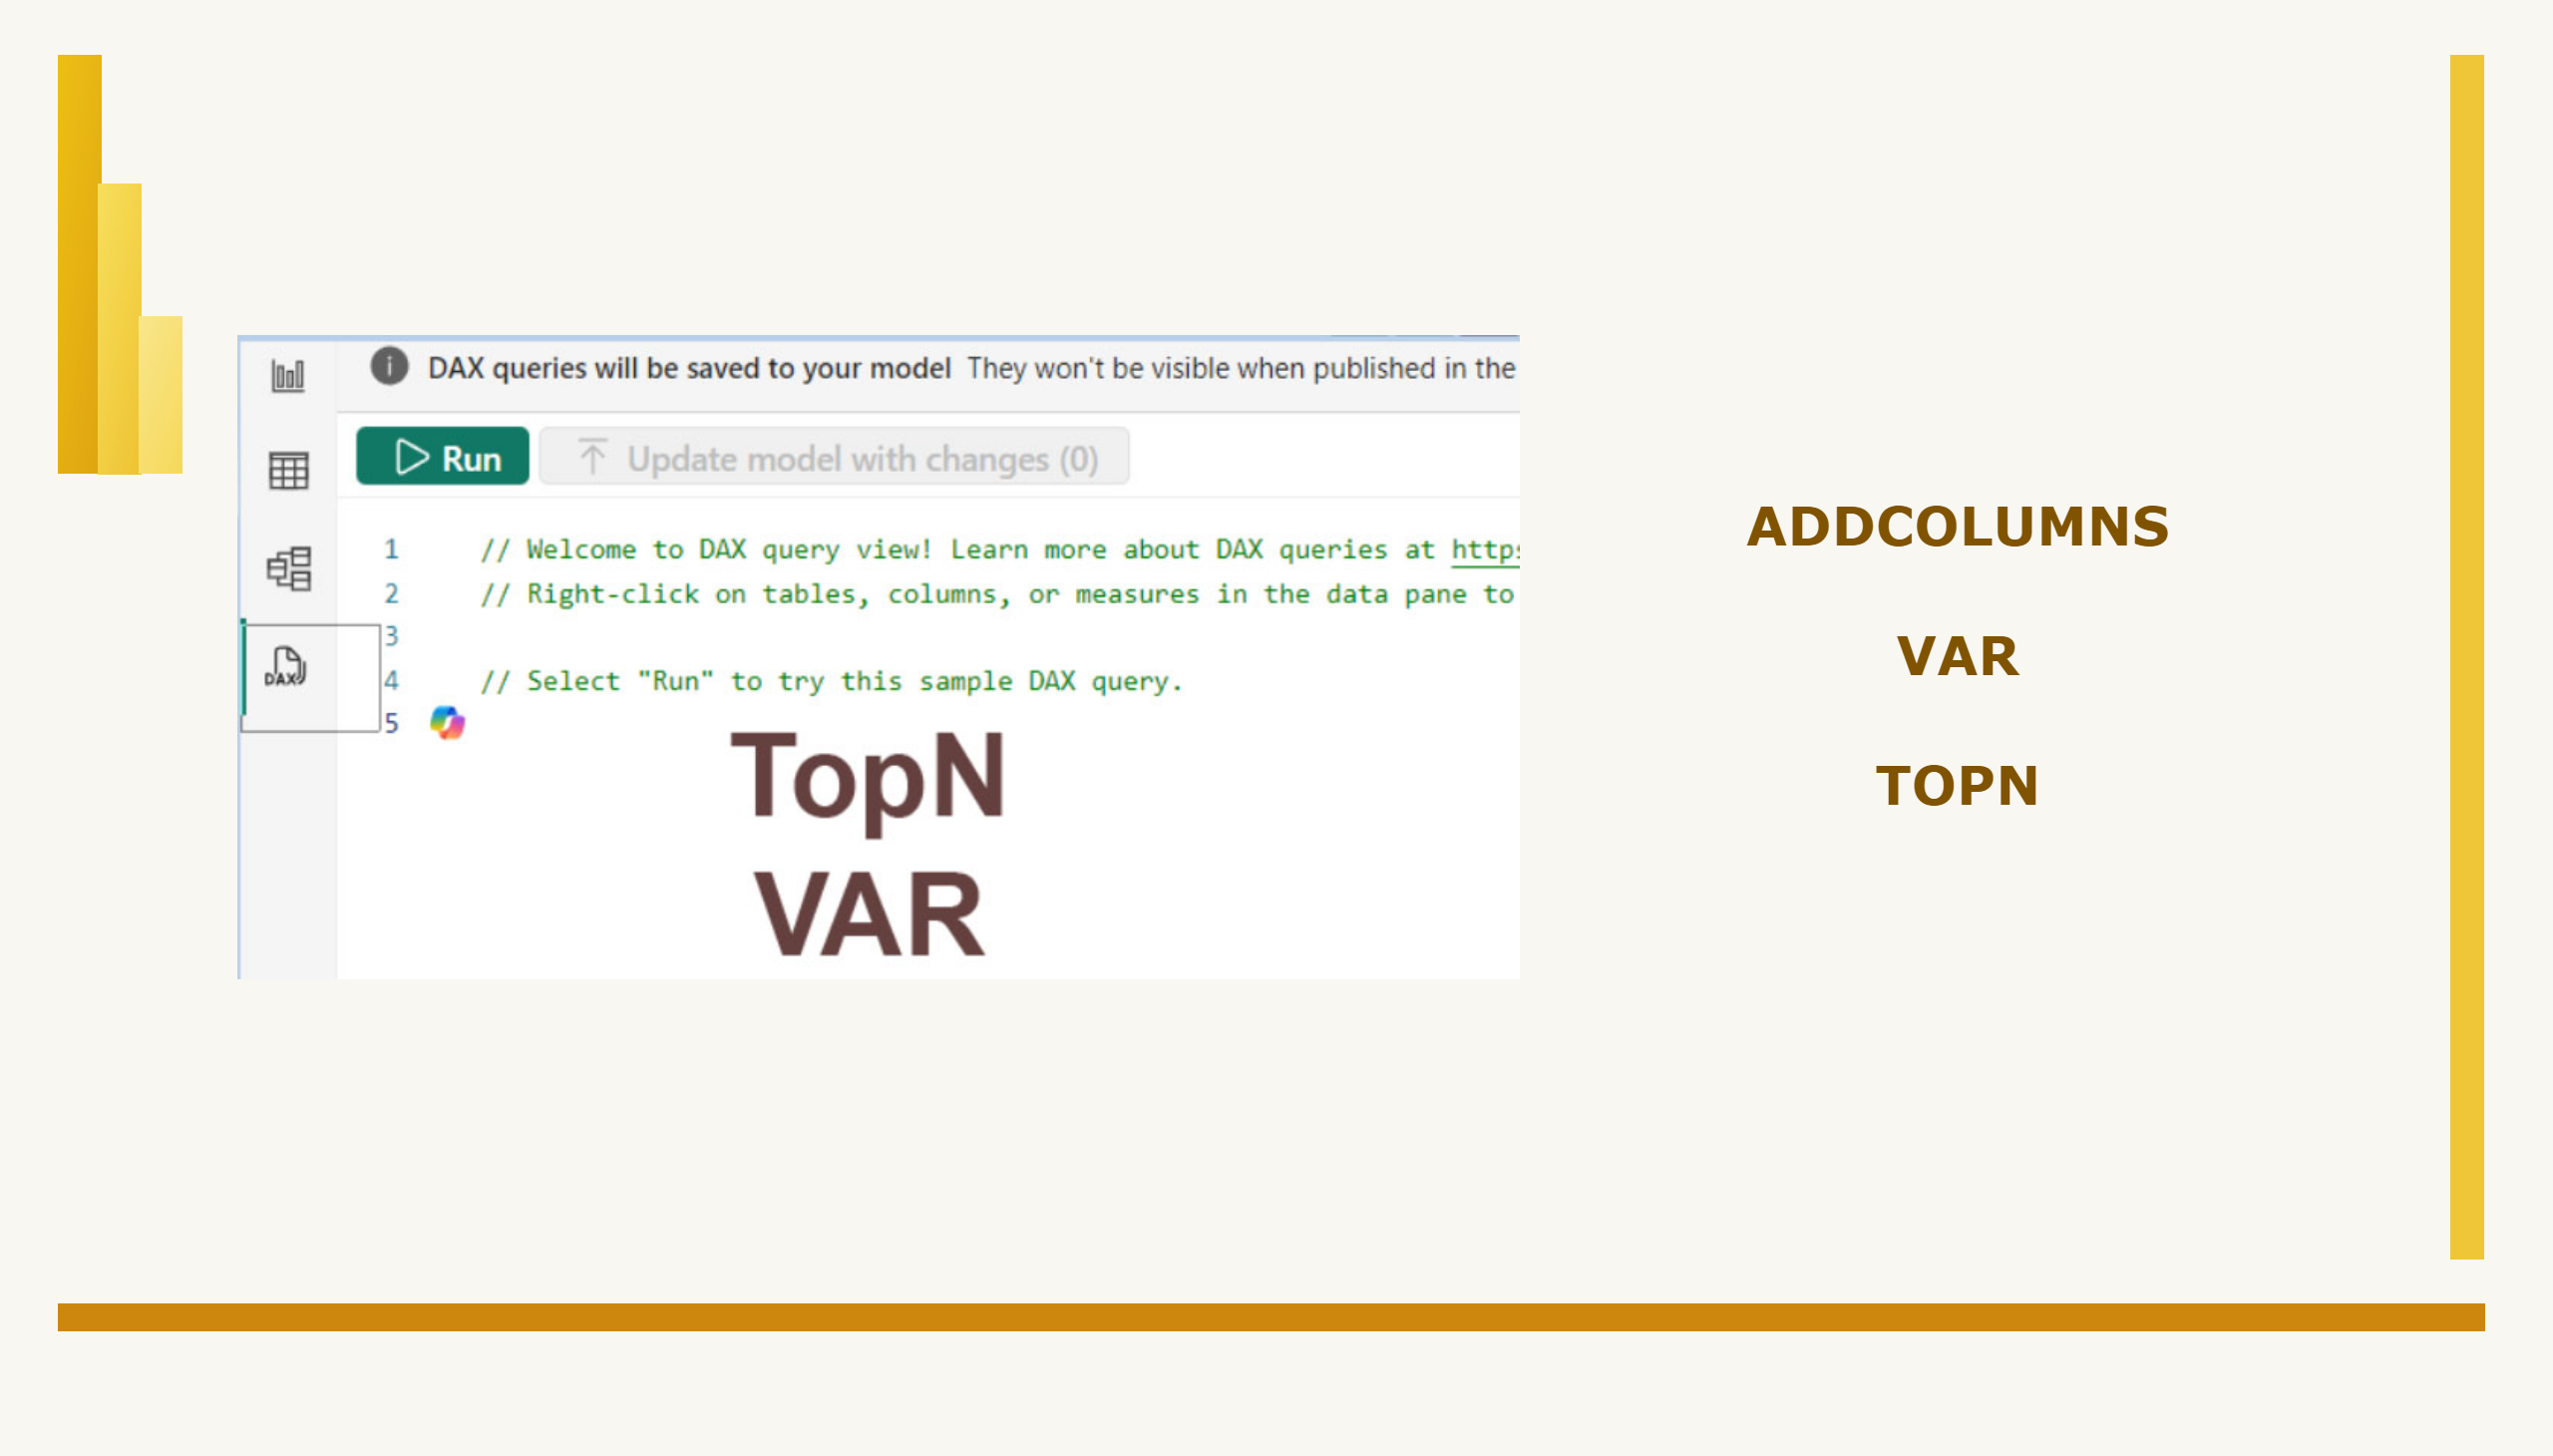 DAX queries will be saved to your model They won't be visible when published in the
Run
Update model with changes (0)
1 // Welcome to DAX query view! Learn more about DAX queries at https
2 // Right-click on tables, columns, or measures in the data pane to
3
4 // Select "Run" to try this sample DAX query.
5
DAX
TopN
VAR
ADDCOLUMNS
VAR
TOPN